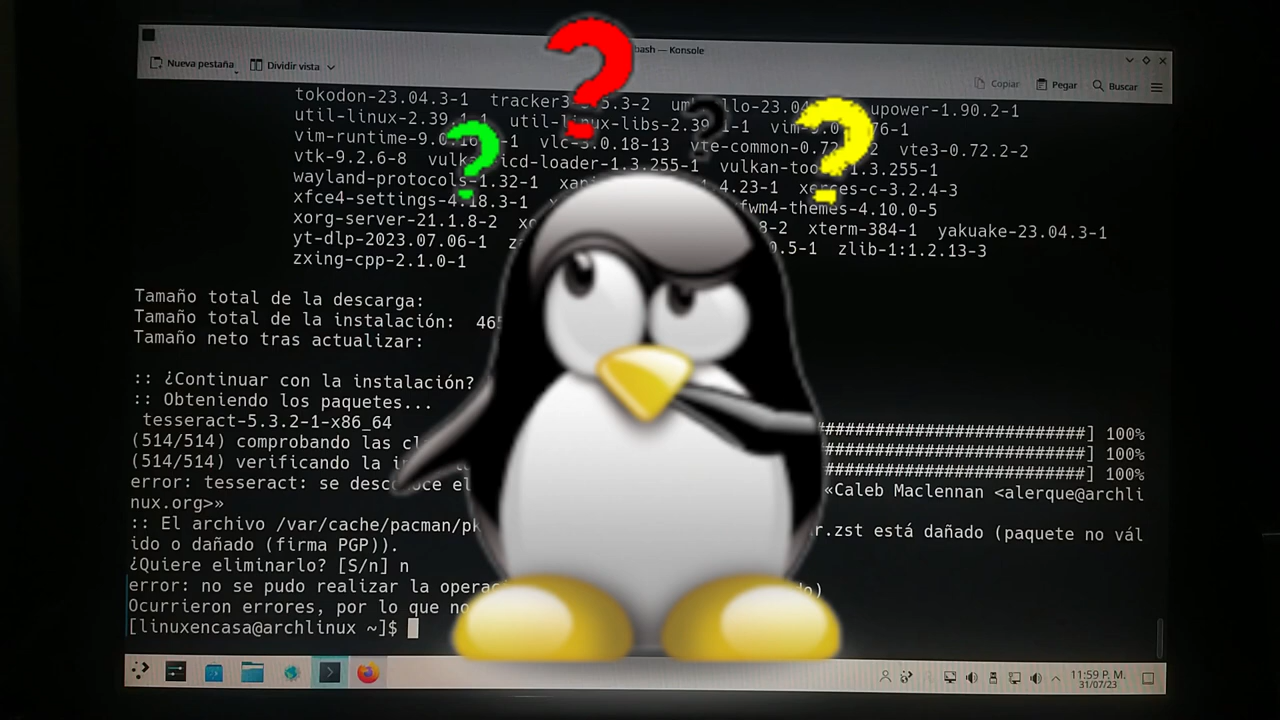 bash — Konsole
Nueva pestaña Dividir vista Copiar Pegar Buscar
tokodon-23.04.3-1 upower-1.90.2-1
util-linux-2.39.1-1 util-linux-libs-2.39.1-1
vlc-3.0.18-13 vte-common-0.72.2-2 vte3-0.72.2-2
vtk-9.2.6-8 vulkan-icd-loader-1.3.255-1 vulkan-tools-1.3.255-1
wayland-protocols-1.32-1 xerces-c-3.2.4-3
xfce4-settings-4.18.3-1 xfwm4-themes-4.10.0-5
xorg-server-21.1.8-2 xterm-384-1 yakuake-23.04.3-1
yt-dlp-2023.07.06-1 zlib-1:1.2.13-3
zxing-cpp-2.1.0-1
Tamaño total de la descarga:
Tamaño total de la instalación: 465
Tamaño neto tras actualizar:
:: ¿Continuar con la instalación?
:: Obteniendo los paquetes...
tesseract-5.3.2-1-x86_64
(514/514) comprobando las ##########################] 100%
(514/514) verificando la ##########################] 100%
error: tesseract: se desconoce el «Caleb Maclennan <alerque@archli
nux.org>»
:: El archivo /var/cache/pacman/pk r.zst está dañado (paquete no vál
ido o dañado (firma PGP)).
¿Quiere eliminarlo? [S/n] n
error: no se pudo realizar la
Ocurrieron errores, por lo que no
[linuxencasa@archlinux ~]$
11:59 P. M.
31/07/23